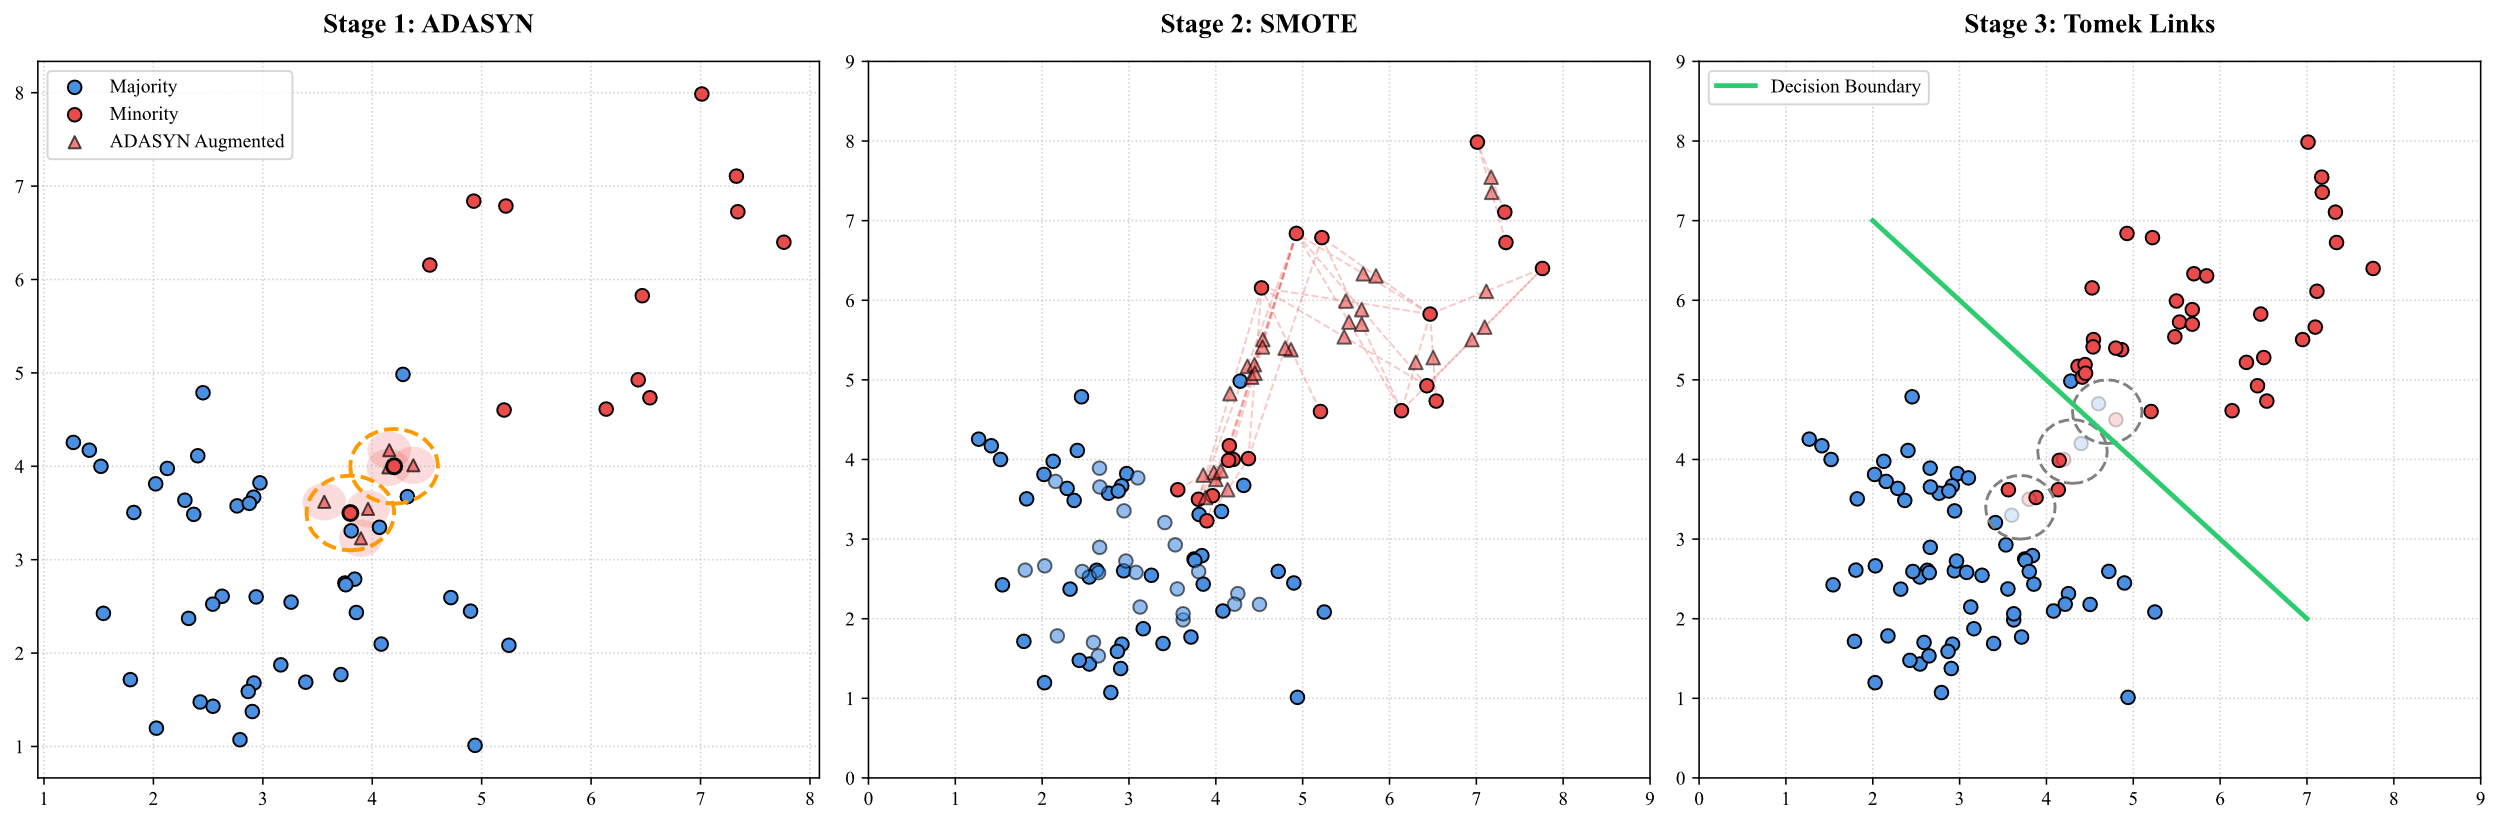 Stage 1: ADASYN
Majority
Minority
ADASYN Augmented
8
7
6
5
4
3
2
1
1 2 3 4 5 6 7 8
Stage 2: SMOTE
9
8
7
6
5
4
3
2
1
0
0 1 2 3 4 5 6 7 8 9
Stage 3: Tomek Links
Decision Boundary
9
8
7
6
5
4
3
2
1
0
0 1 2 3 4 5 6 7 8 9